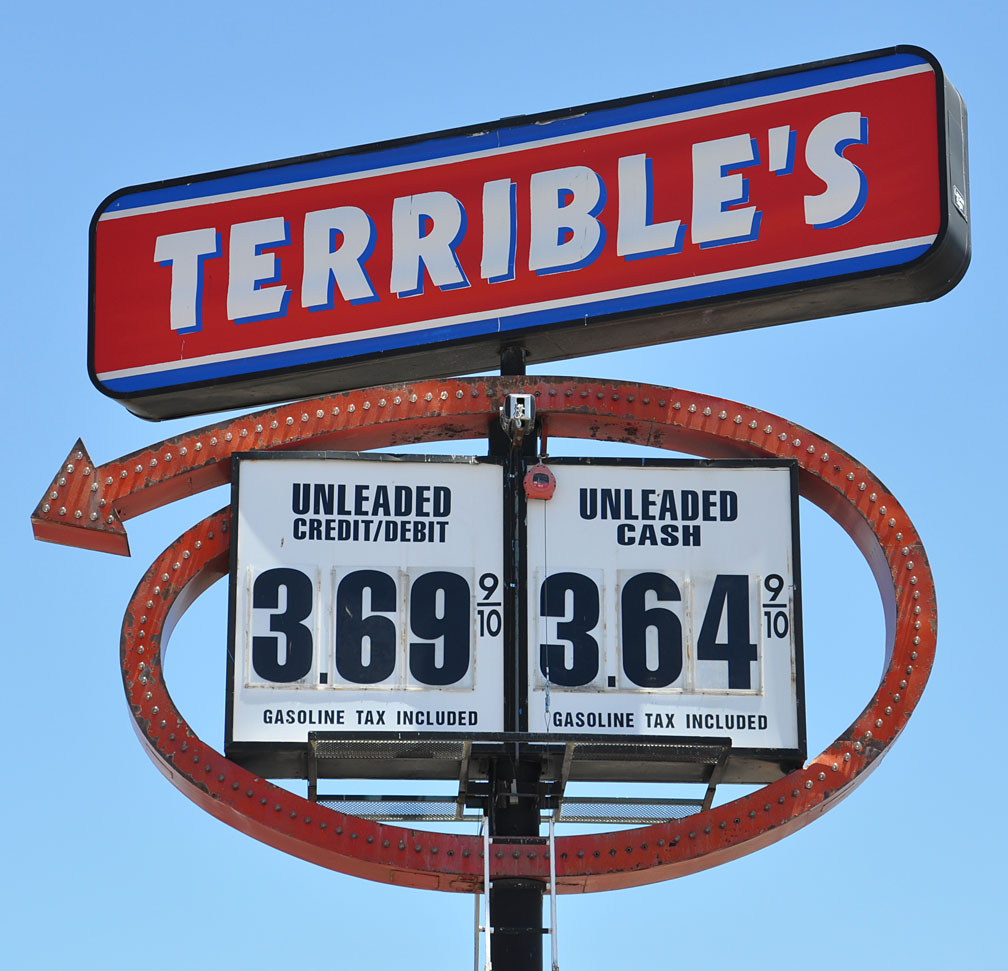 TERRIBLE'S
UNLEADED
CREDIT/DEBIT
3.69 9/10
GASOLINE TAX INCLUDED
UNLEADED
CASH
3.64 9/10
GASOLINE TAX INCLUDED